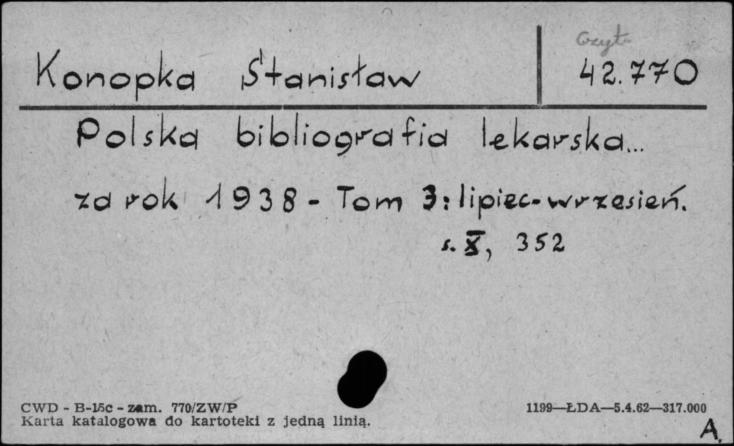 Czyt.
Konopka Stanisław 42.770
Polska bibliografia lekarska...
za rok 1938 - Tom 3: lipiec-wrzesień.
s. X, 352
CWD - B-15c - zam. 770/ZW/P 1199—ŁDA—5.4.62—317.000
Karta katalogowa do kartoteki z jedną linią.
A.